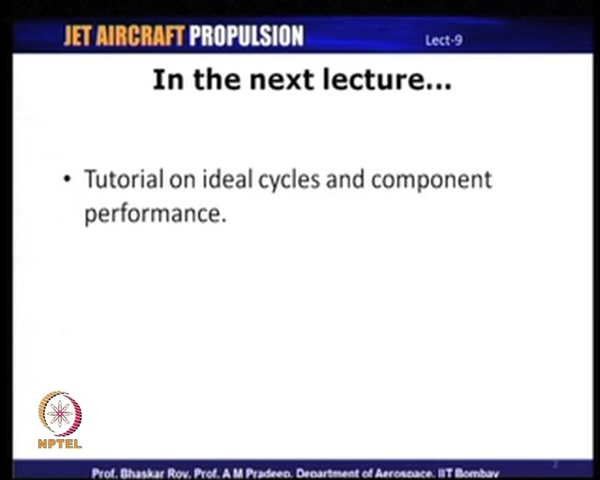 JET AIRCRAFT PROPULSION
Lect-9
In the next lecture...
• Tutorial on ideal cycles and component
performance.
NPTEL
2
Prof. Bhaskar Roy, Prof. A M Pradeep, Department of Aerospace, IIT Bombay